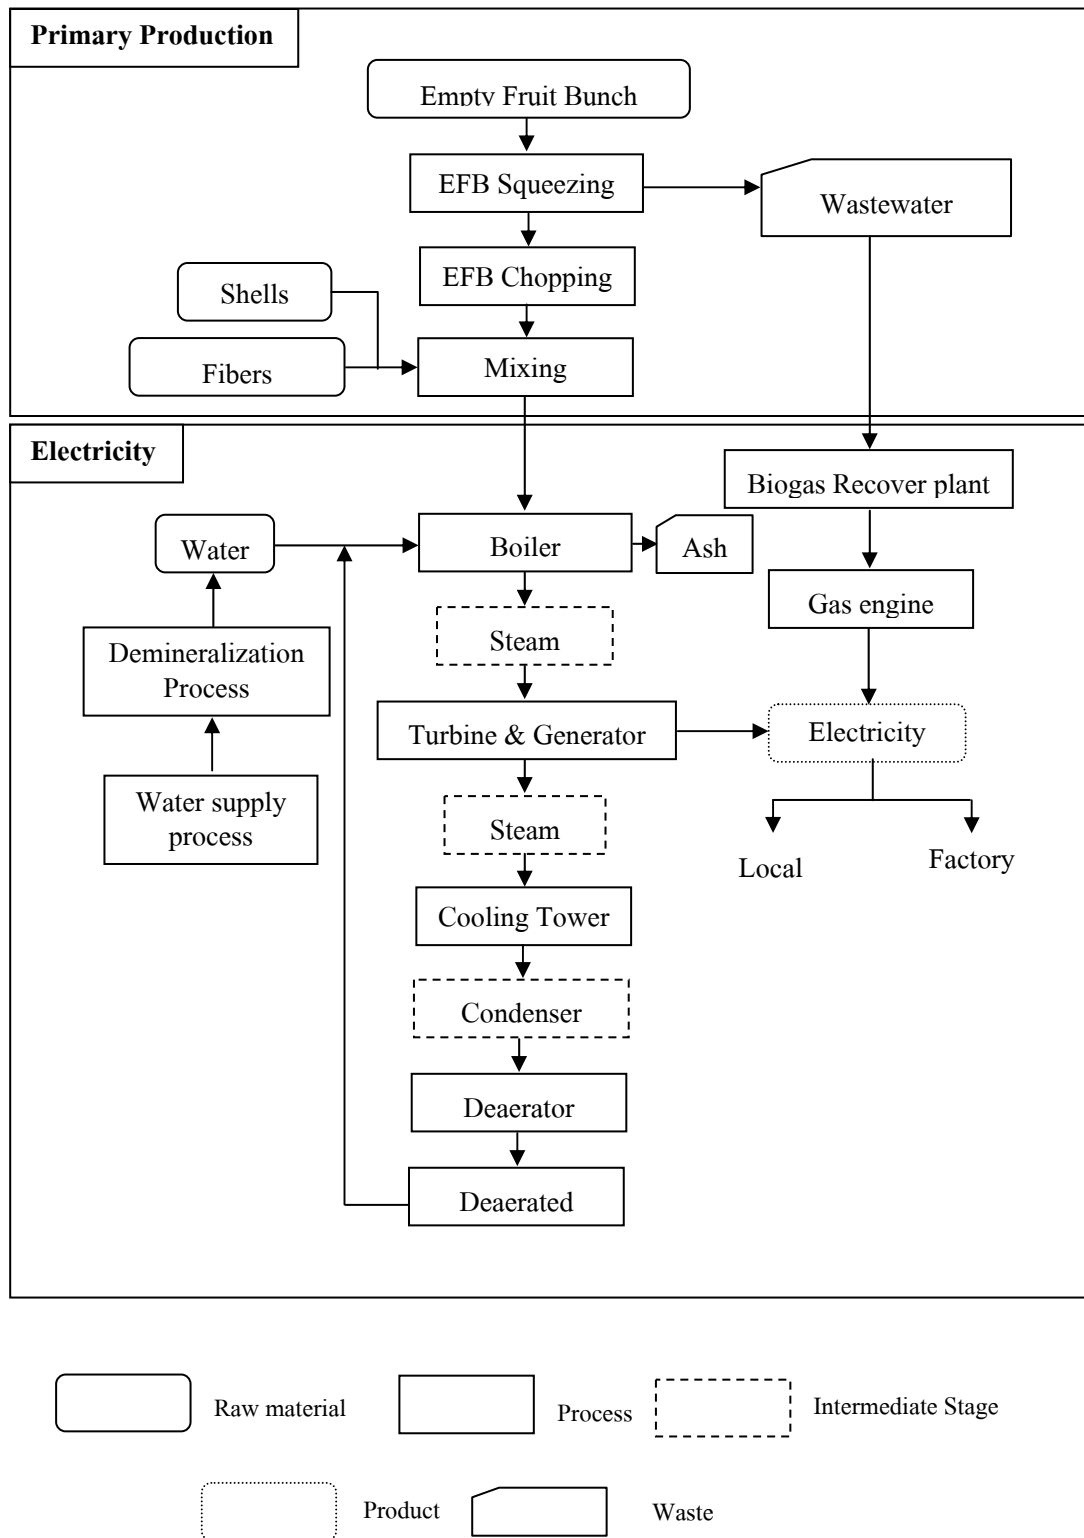 Primary Production
Empty Fruit Bunch
EFB Squeezing
Wastewater
EFB Chopping
Shells
Fibers
Mixing
Electricity
Biogas Recover plant
Water
Boiler
Ash
Gas engine
Steam
Demineralization
Process
Turbine & Generator
Electricity
Water supply
process
Steam
Local
Factory
Cooling Tower
Condenser
Deaerator
Deaerated
Raw material
Process
Intermediate Stage
Product
Waste